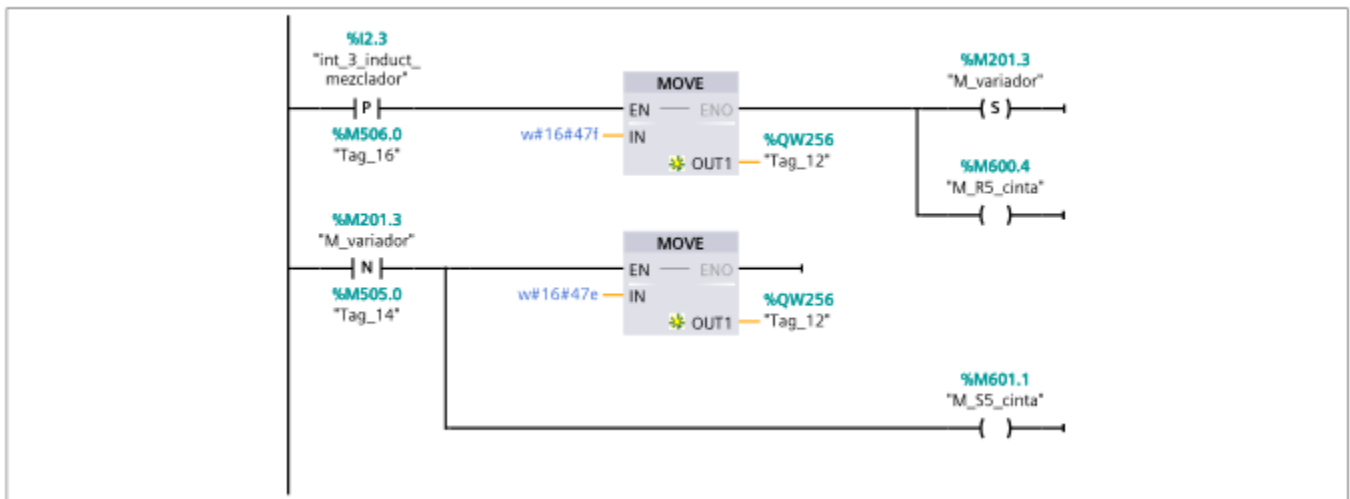 %I2.3
"int_3_induct_
mezclador"
P
%M506.0
"Tag_16"
MOVE
EN ENO
w#16#47f IN
OUT1
%QW256
"Tag_12"
%M201.3
"M_variador"
S
%M600.4
"M_R5_cinta"
%M201.3
"M_variador"
N
%M505.0
"Tag_14"
MOVE
EN ENO
w#16#47e IN
OUT1
%QW256
"Tag_12"
%M601.1
"M_S5_cinta"